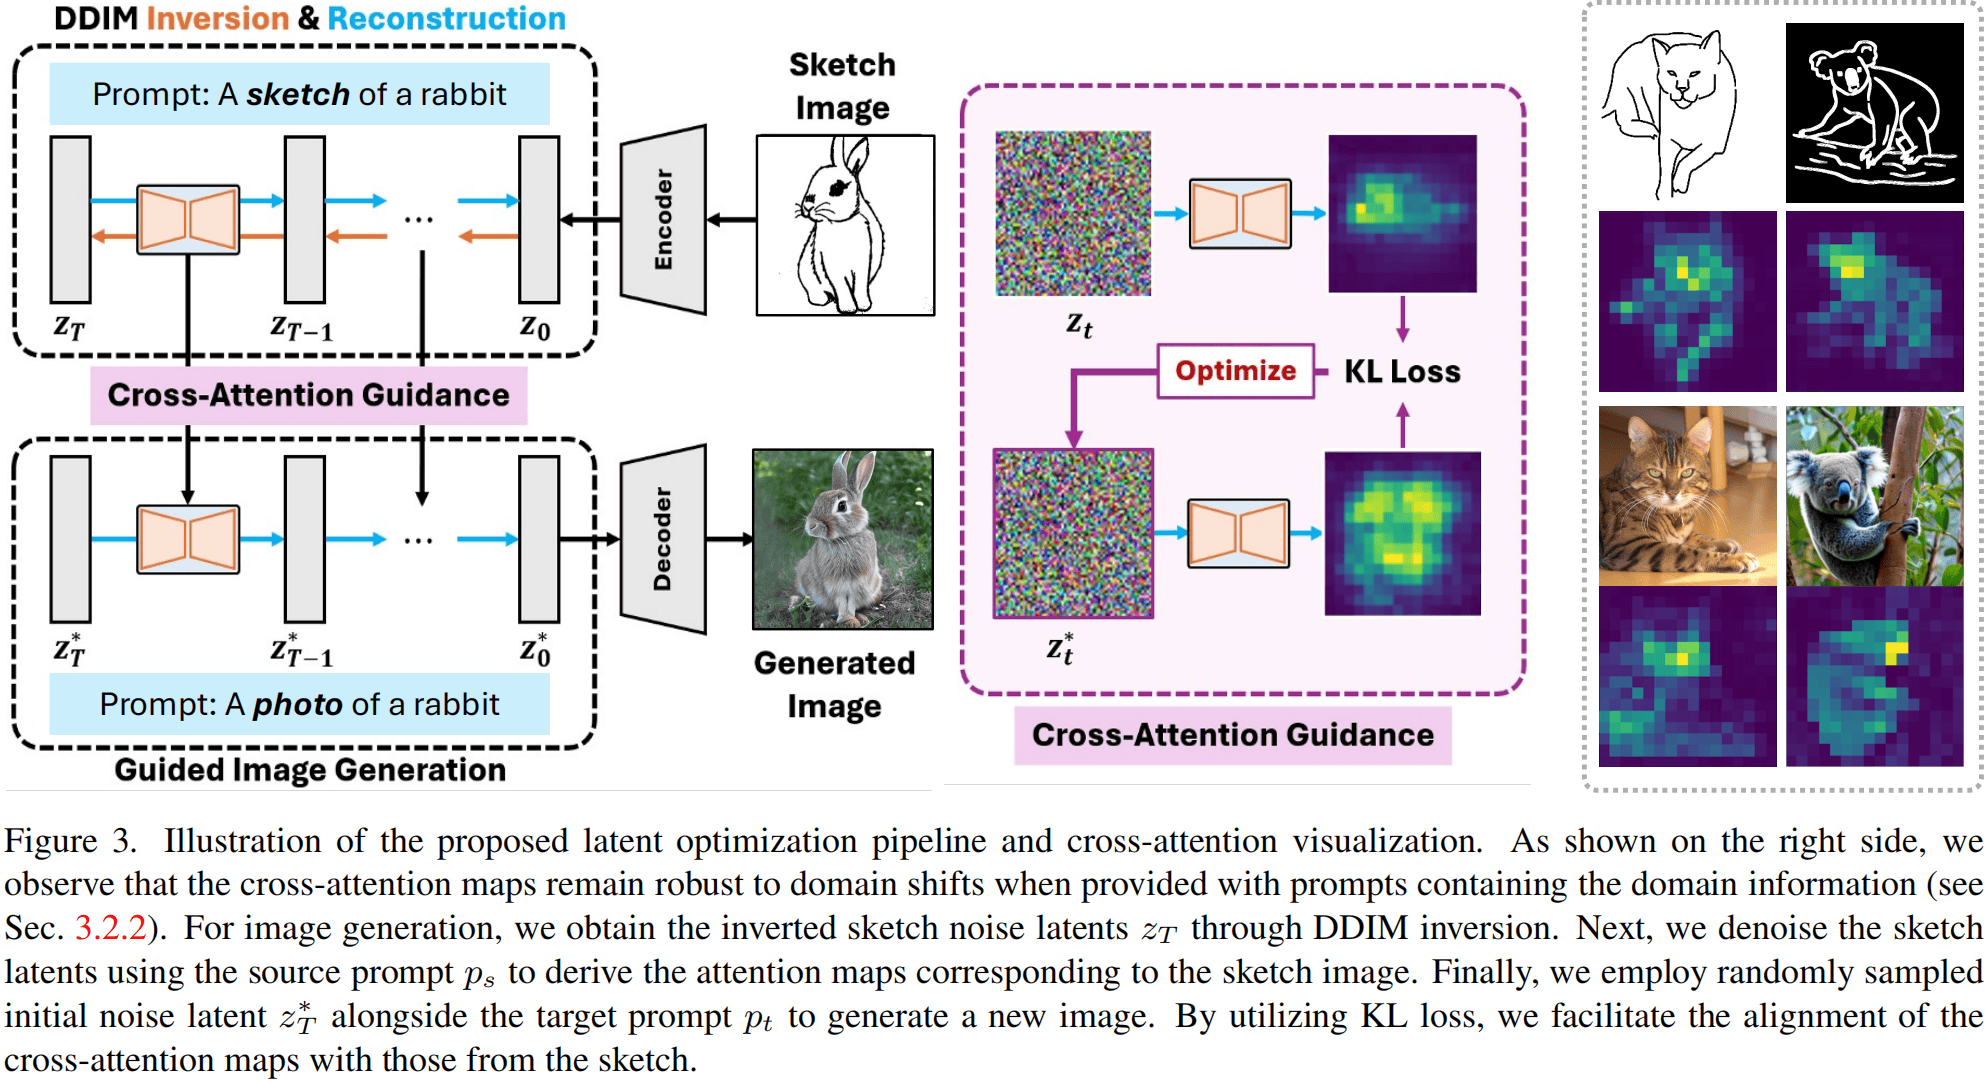 DDIM Inversion & Reconstruction
Prompt: A sketch of a rabbit
z_T
z_{T-1}
...
z_0
Encoder
Sketch
Image
Cross-Attention Guidance
...
z_T^*
z_{T-1}^*
z_0^*
Prompt: A photo of a rabbit
Guided Image Generation
Decoder
Generated
Image
z_t
KL Loss
Optimize
z_t^*
Cross-Attention Guidance
Figure 3. Illustration of the proposed latent optimization pipeline and cross-attention visualization. As shown on the right side, we
observe that the cross-attention maps remain robust to domain shifts when provided with prompts containing the domain information (see
Sec. 3.2.2). For image generation, we obtain the inverted sketch noise latents z_T through DDIM inversion. Next, we denoise the sketch
latents using the source prompt p_s to derive the attention maps corresponding to the sketch image. Finally, we employ randomly sampled
initial noise latent z_T^* alongside the target prompt p_t to generate a new image. By utilizing KL loss, we facilitate the alignment of the
cross-attention maps with those from the sketch.